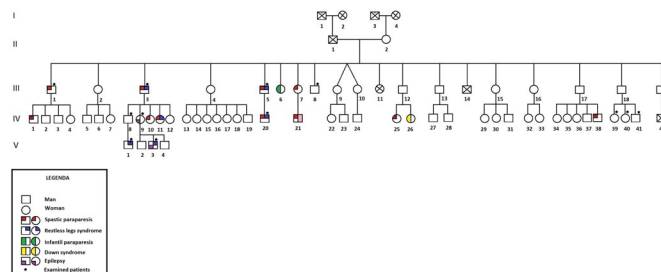 I
1 2 3 4
II
1 2
III
1 2 3 4 5 6 7 8 9 10 11 12 13 14 15 16 17 18
IV
1 2 3 4 5 6 7 8 9 10 11 12 13 14 15 16 17 18 19 20 21 22 23 24 25 26 27 28 29 30 31 32 33 34 35 36 37 38 39 40 41
V
1 2 3 4
LEGENDA
Man
Woman
Spastic paraparesis
Restless legs syndrome
Infantil paraparesis
Down syndrome
Epilepsy
* Examined patients